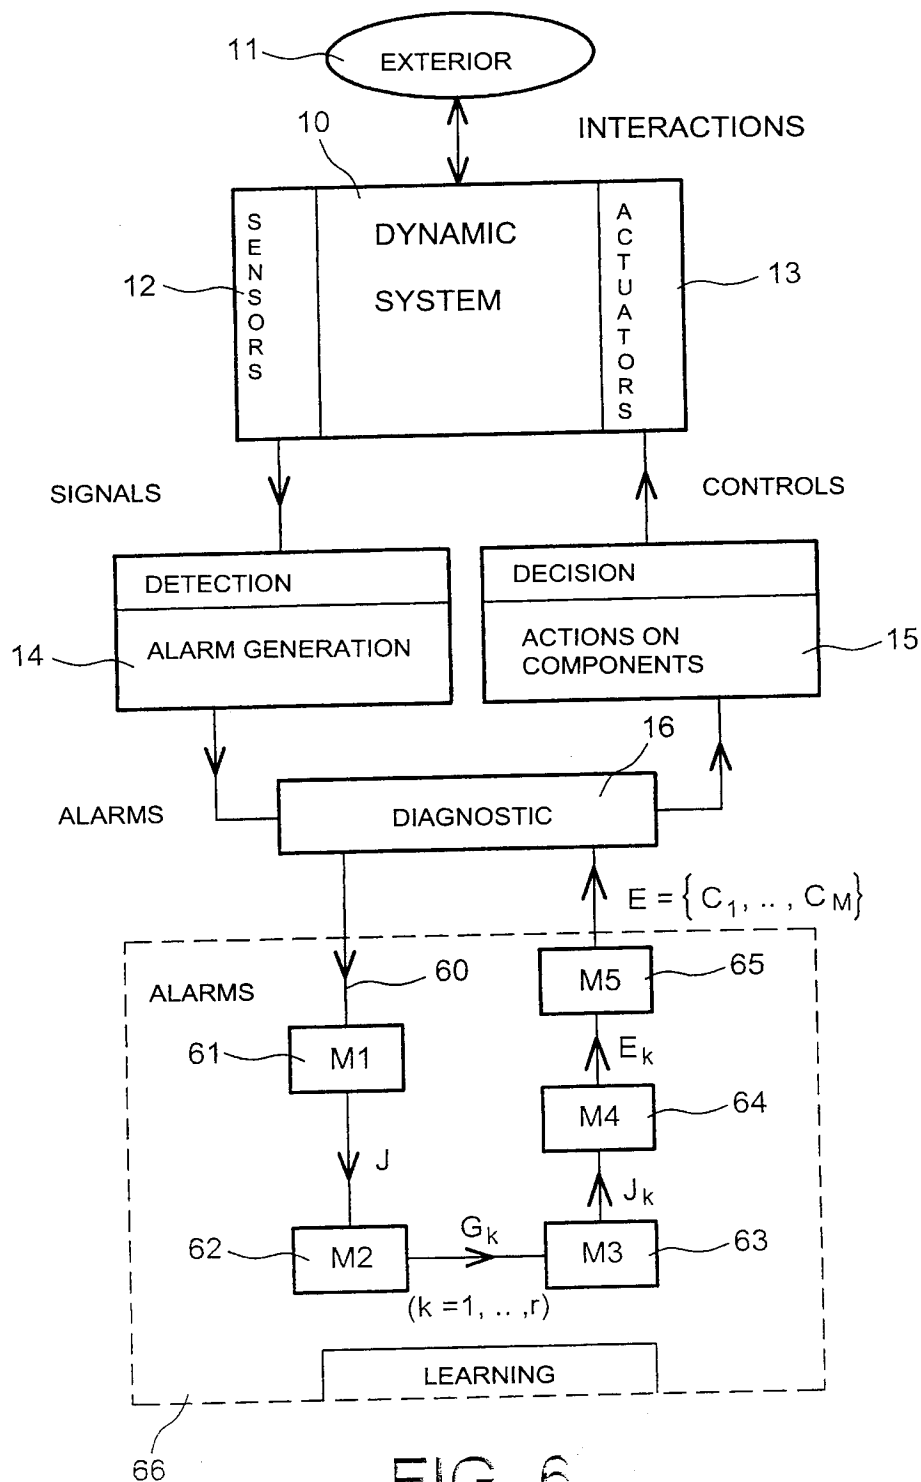 11
EXTERIOR
10
INTERACTIONS
12
SENSORS
DYNAMIC
SYSTEM
ACTUATORS
13
SIGNALS
CONTROLS
DETECTION
ALARM GENERATION
14
DECISION
ACTIONS ON
COMPONENTS
15
16
ALARMS
DIAGNOSTIC
E = { C1, .. , CM}
60
ALARMS
M5
65
61
M1
Ek
M4
64
J
Jk
62
M2
Gk
M3
63
(k =1, .. ,r)
LEARNING
66
FIG. 6